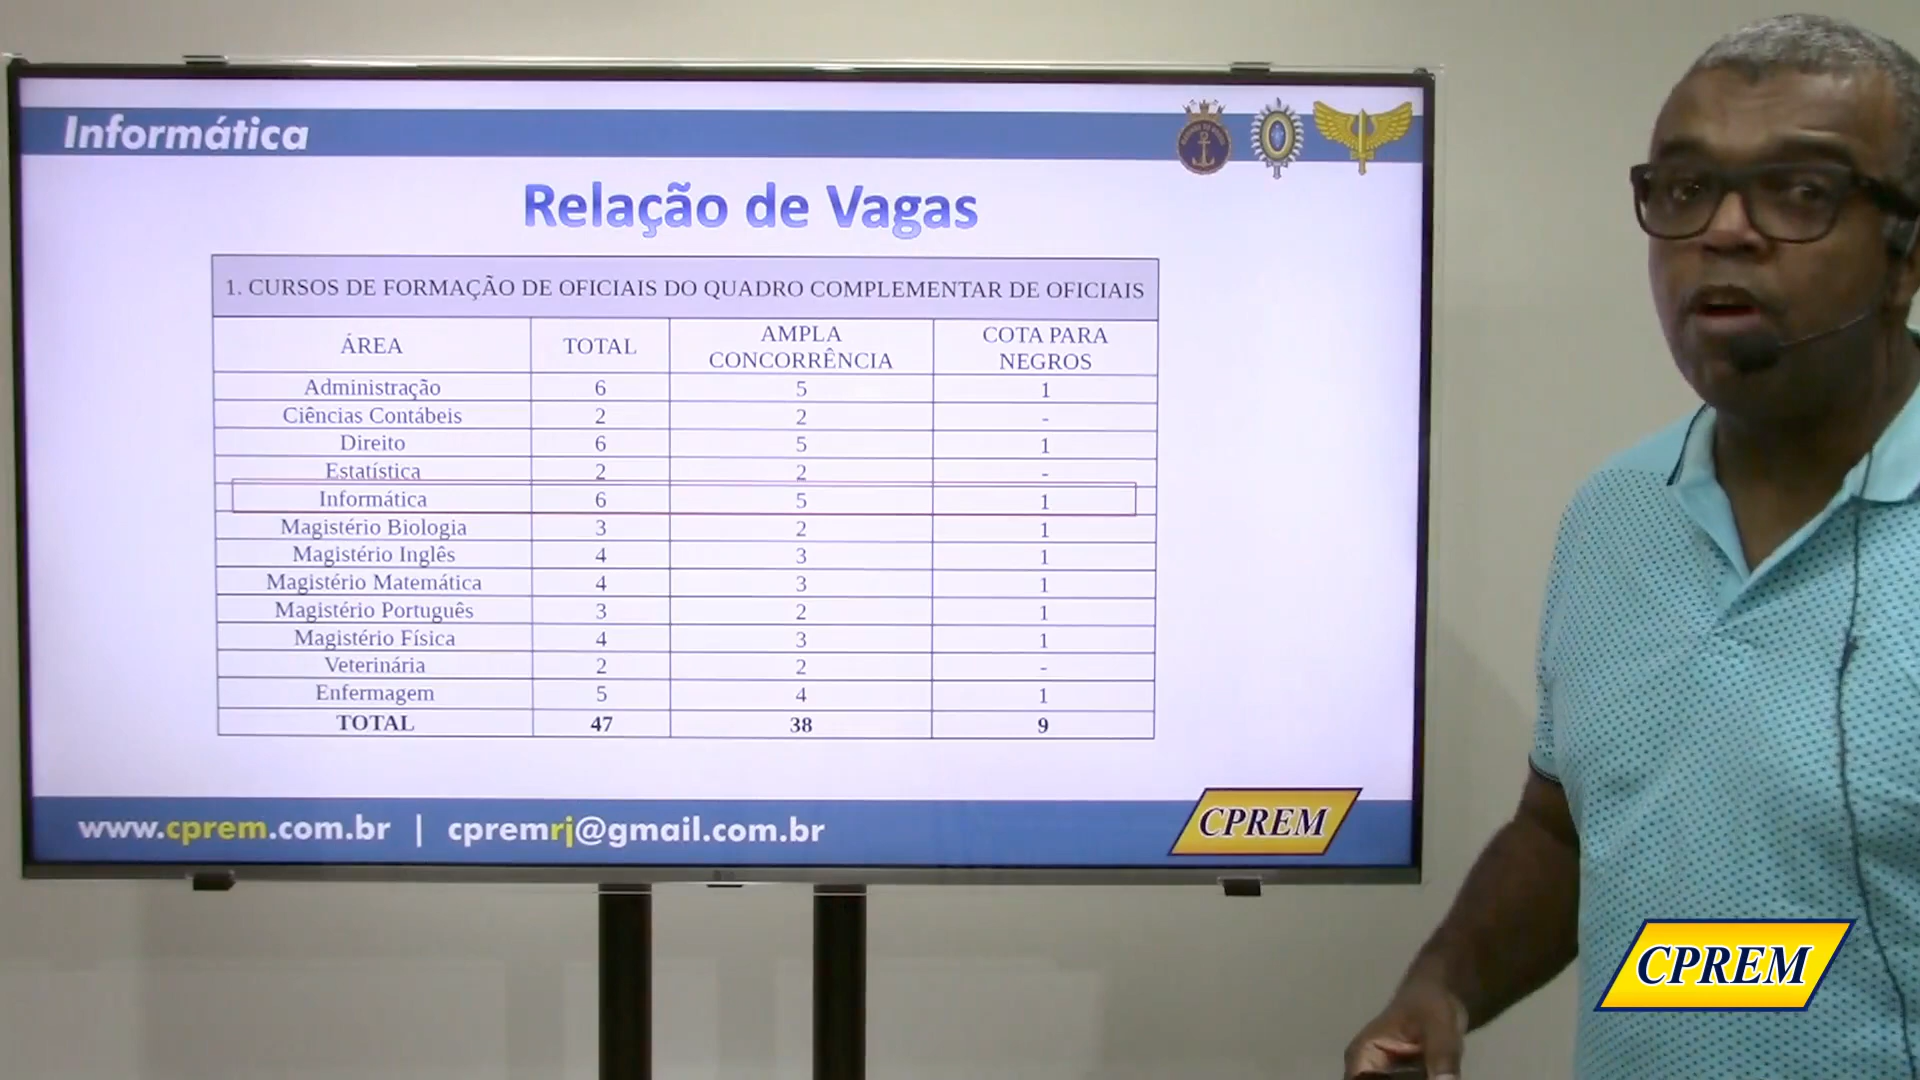 Informática
Relação de Vagas
1. CURSOS DE FORMAÇÃO DE OFICIAIS DO QUADRO COMPLEMENTAR DE OFICIAIS
ÁREA TOTAL AMPLA CONCORRÊNCIA COTA PARA NEGROS
Administração 6 5 1
Ciências Contábeis 2 2 -
Direito 6 5 1
Estatística 2 2 -
Informática 6 5 1
Magistério Biologia 3 2 1
Magistério Inglês 4 3 1
Magistério Matemática 4 3 1
Magistério Português 3 2 1
Magistério Física 4 3 1
Veterinária 2 2 -
Enfermagem 5 4 1
TOTAL 47 38 9
www.cprem.com.br | cpremrj@gmail.com.br
CPREM
CPREM